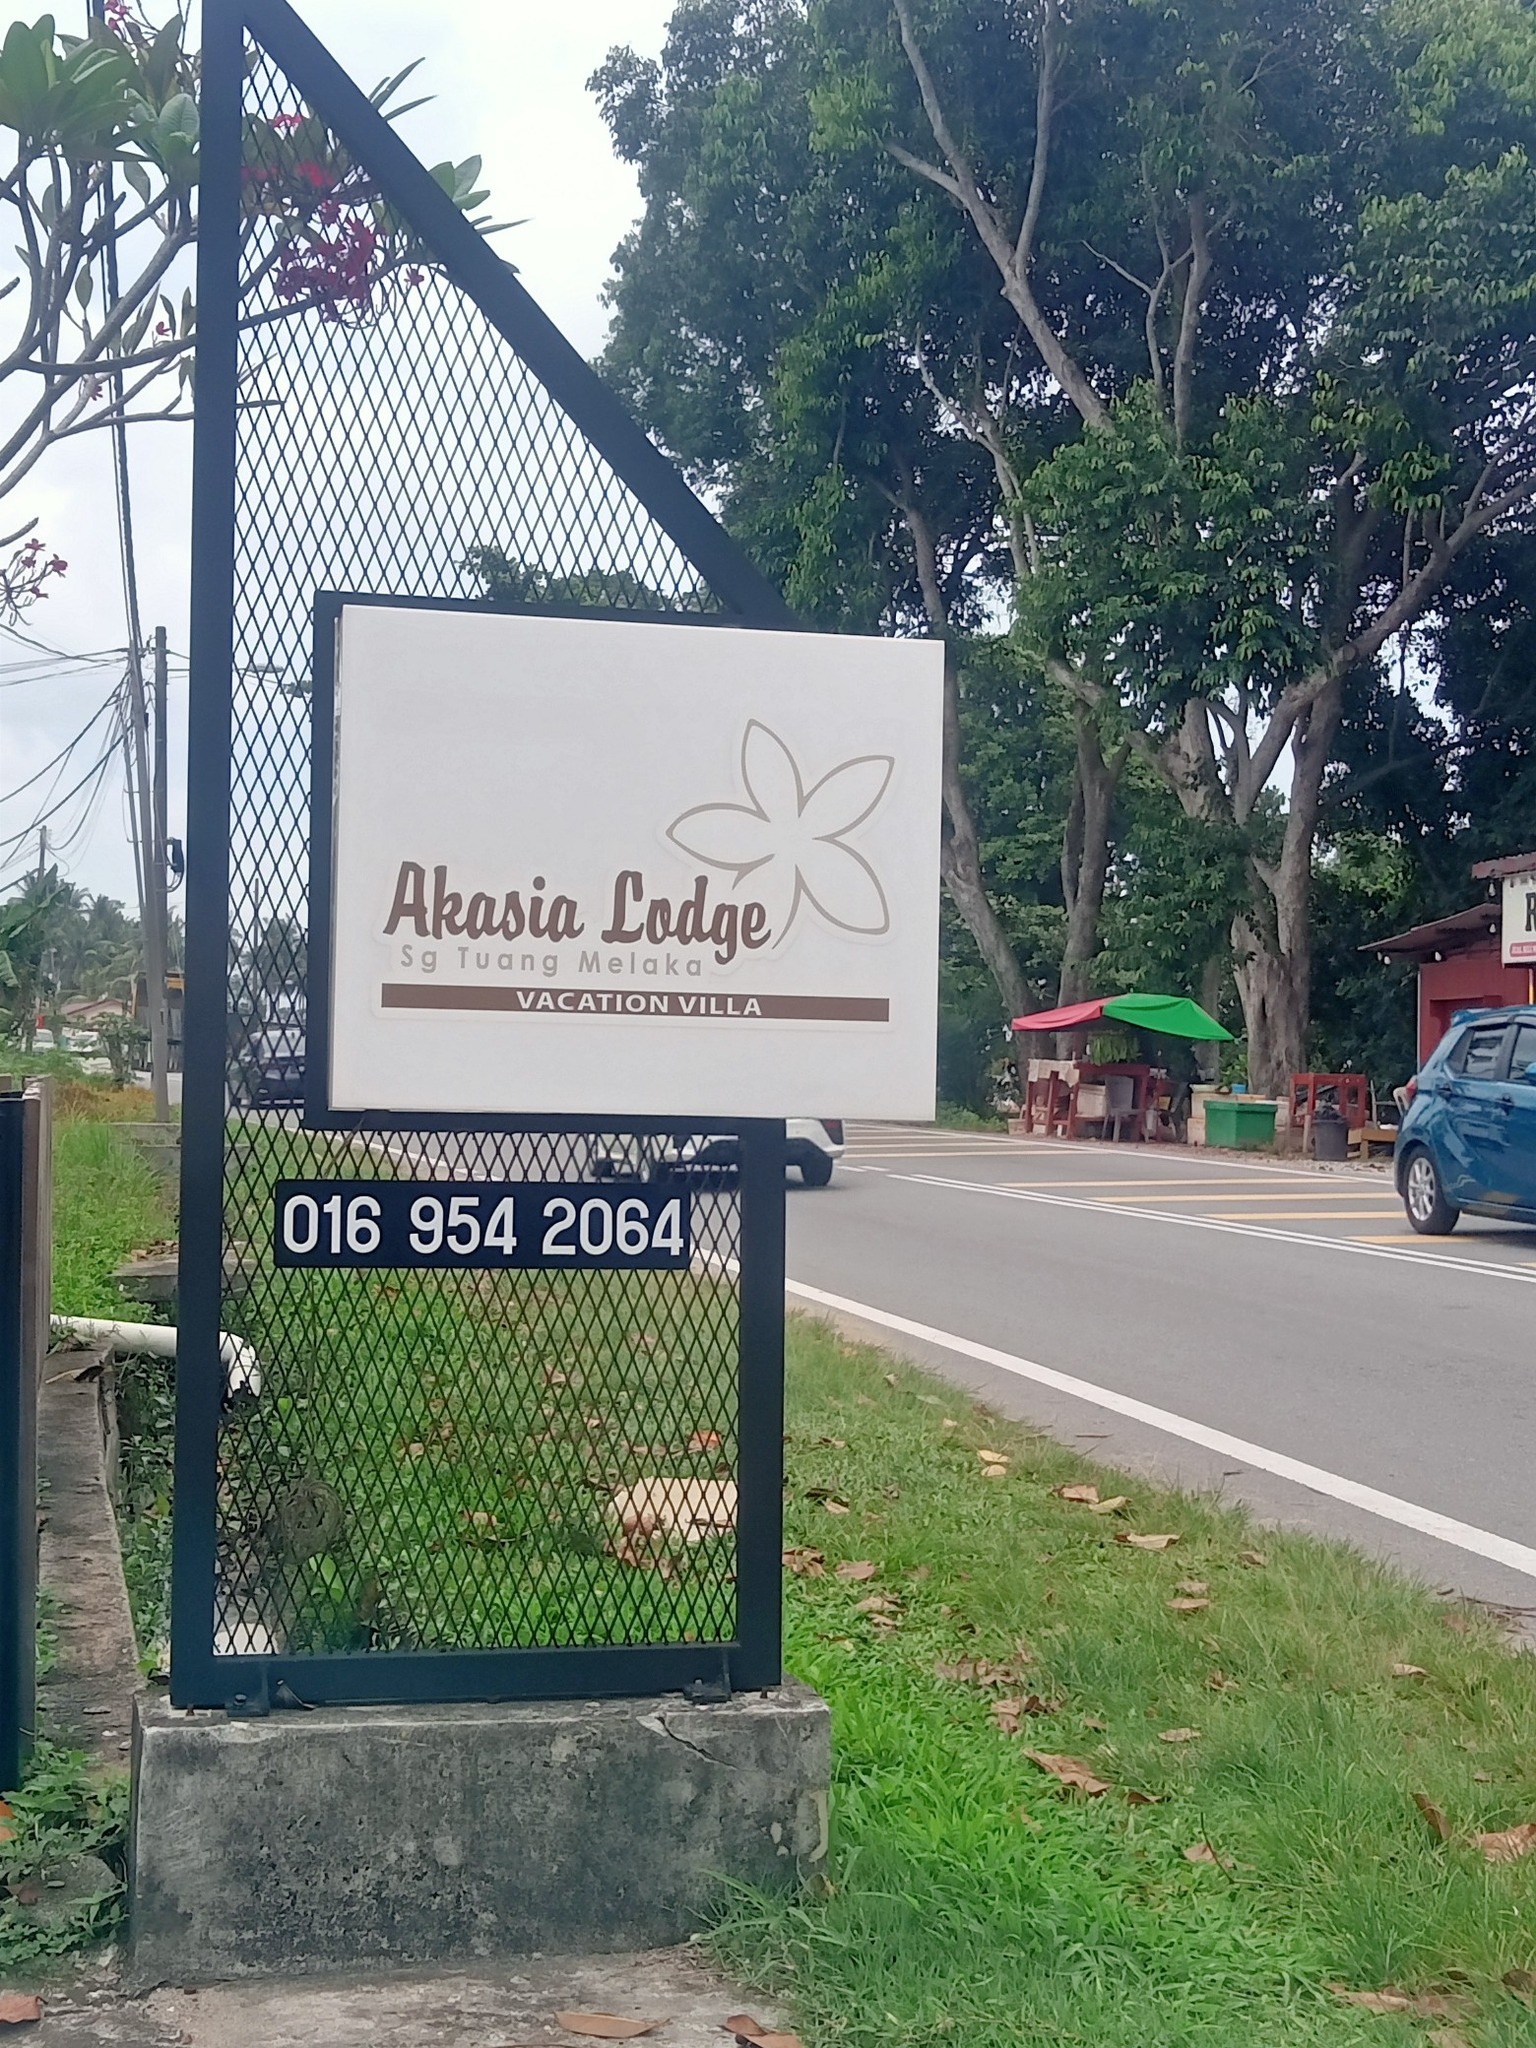 Akasia Lodge
Sg Tuang Melaka
VACATION VILLA
016 954 2064